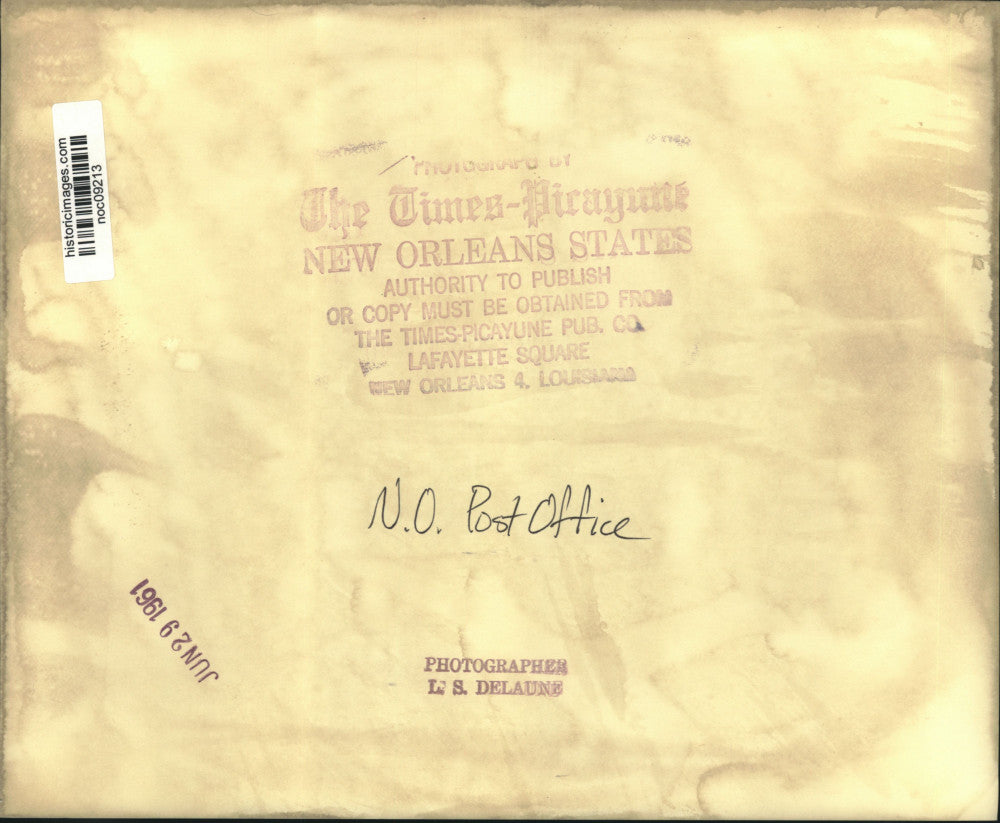 historicimages.com
noc09213
PHOTOGRAPH BY
The Times-Picayune
NEW ORLEANS STATES
AUTHORITY TO PUBLISH
OR COPY MUST BE OBTAINED FROM
THE TIMES-PICAYUNE PUB. CO.
LAFAYETTE SQUARE
NEW ORLEANS 4, LOUISIANA
N.O. Post Office
JUN 29 1961
PHOTOGRAPHER
L. S. DELAUNE